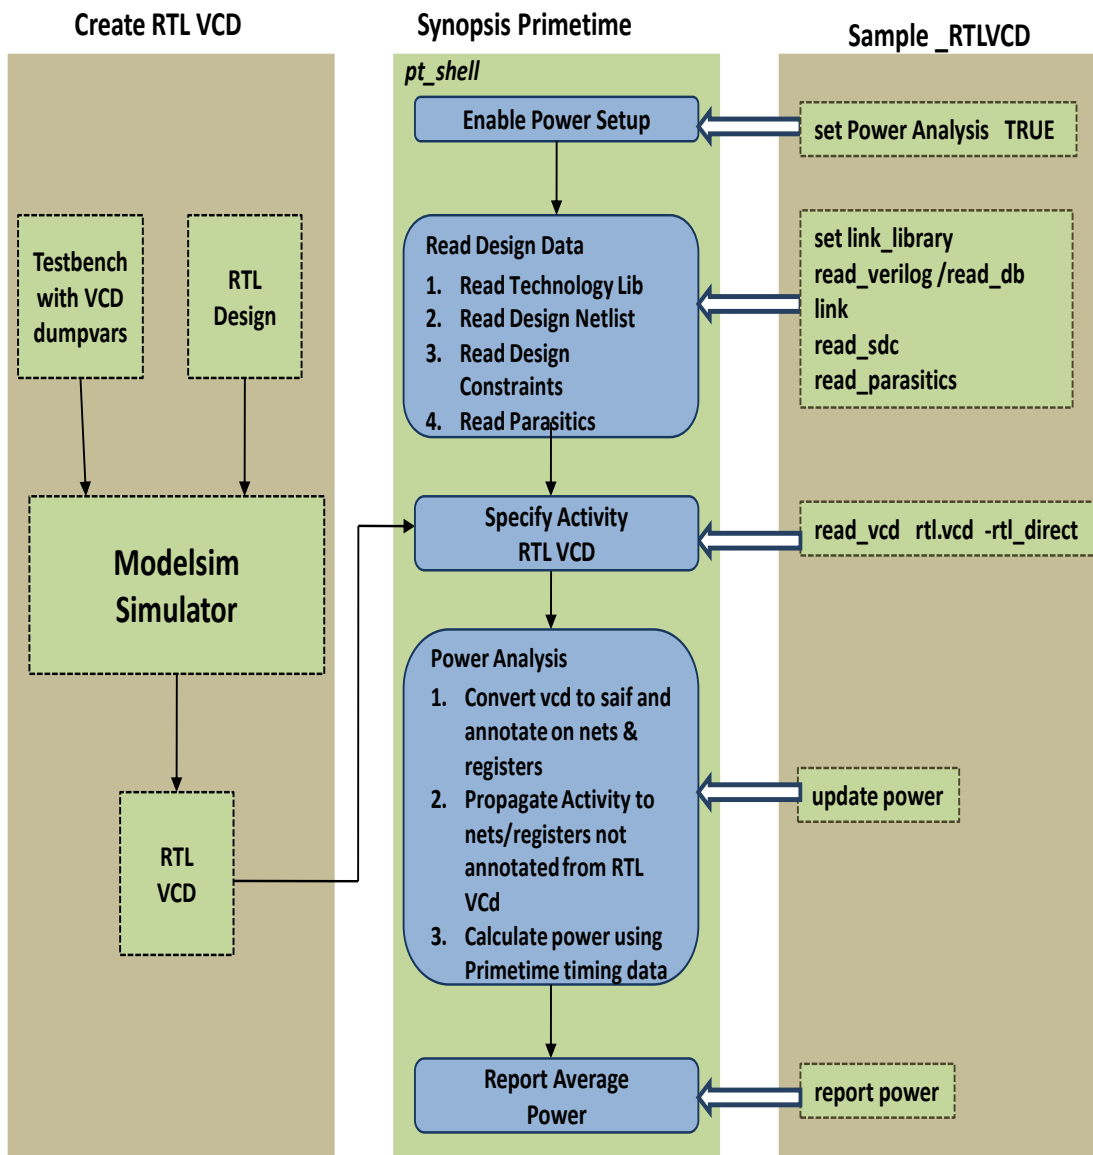 Create RTL VCD
Synopsis Primetime
Sample _RTLVCD
pt_shell
Enable Power Setup
set Power Analysis TRUE
Testbench
with VCD
dumpvars
RTL
Design
Read Design Data
1. Read Technology Lib
2. Read Design Netlist
3. Read Design
Constraints
4. Read Parasitics
set link_library
read_verilog /read_db
link
read_sdc
read_parasitics
Modelsim
Simulator
Specify Activity
RTL VCD
read_vcd rtl.vcd -rtl_direct
Power Analysis
1. Convert vcd to saif and
annotate on nets &
registers
2. Propagate Activity to
nets/registers not
annotated from RTL
VCd
3. Calculate power using
Primetime timing data
update power
RTL
VCD
Report Average
Power
report power